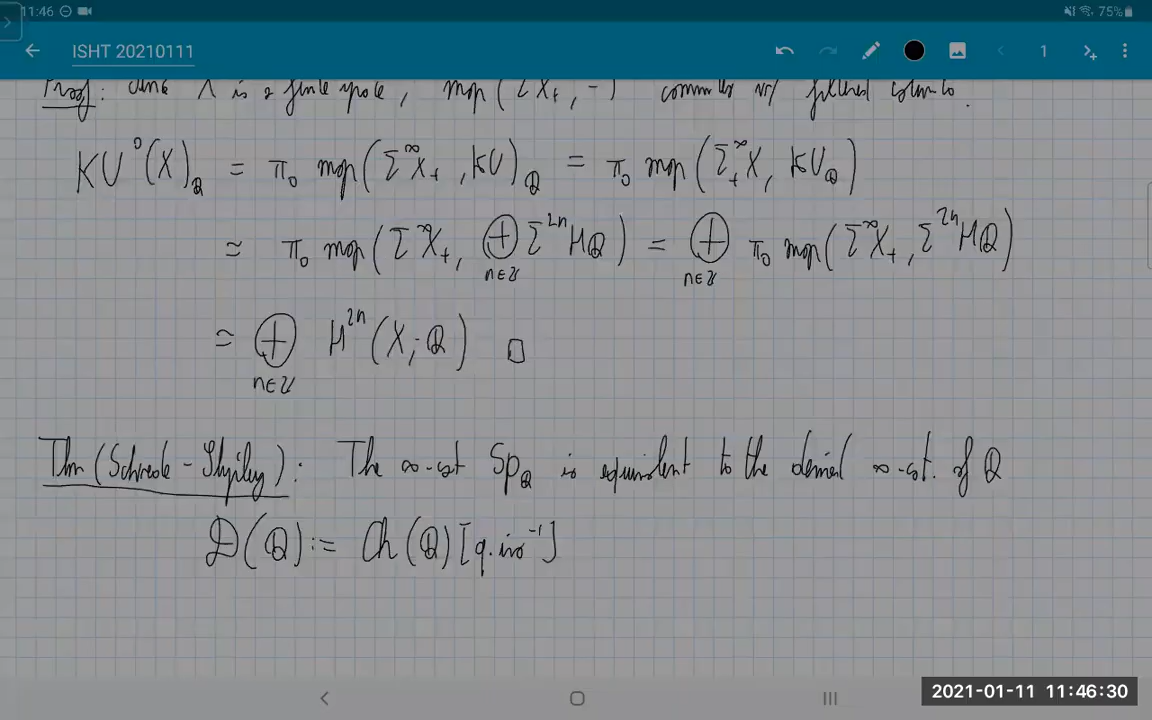 11:46 75%
ISHT 20210111 1
Proof: Since X is a finite space, map(Σ^∞X₊, -) commutes w/ filtered colimits.
KU⁰(X)_ℚ = π₀ map(Σ^∞X₊, KU)_ℚ = π₀ map(Σ₊^∞X, KU_ℚ)
≃ π₀ map(Σ^∞X₊, ⊕_{n∈ℤ} Σ^{2n}Hℚ) = ⊕_{n∈ℤ} π₀ map(Σ^∞X₊, Σ^{2n}Hℚ)
≃ ⊕_{n∈ℤ} H^{2n}(X; ℚ) □
Thm (Schwede-Shipley): The ∞-cat Sp_ℚ is equivalent to the derived ∞-cat. of ℚ
𝒟(ℚ) := Ch(ℚ)[q.iso⁻¹]
2021-01-11 11:46:30